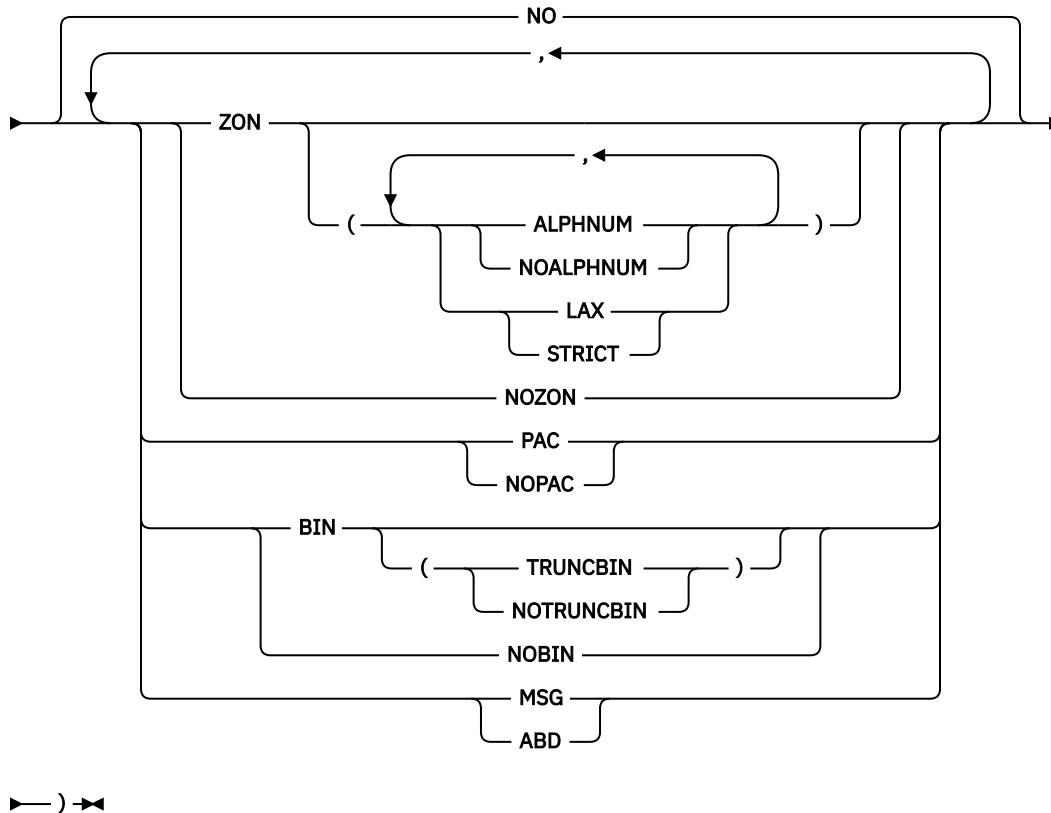 NO
,
ZON
,
( ALPHNUM )
NOALPHNUM
LAX
STRICT
NOZON
PAC
NOPAC
BIN
( TRUNCBIN )
NOTRUNCBIN
NOBIN
MSG
ABD
)